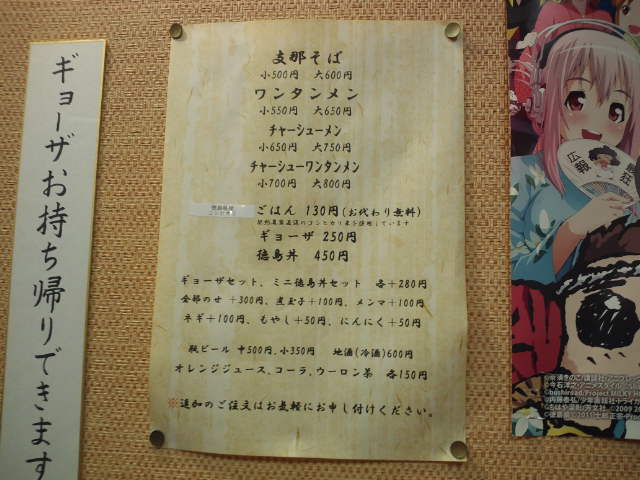 ギョーザお持ち帰りできます
支那そば
小500円 大600円
ワンタンメン
小550円 大650円
チャーシューメン
小650円 大750円
チャーシューワンタンメン
小700円 大800円
ごはん 130円(お代わり無料)
ギョーザ 250円
徳島丼 450円
ギョーザセット、ミニ徳島丼セット 各+280円
全部のせ +300円、煮玉子+100円、メンマ+100円
ネギ+100円、もやし+50円、にんにく+50円
瓶ビール 中500円、小350円 地酒(冷酒)600円
オレンジジュース、コーラ、ウーロン茶 各150円
※追加のご注文はお気軽にお申し付けください。
広報